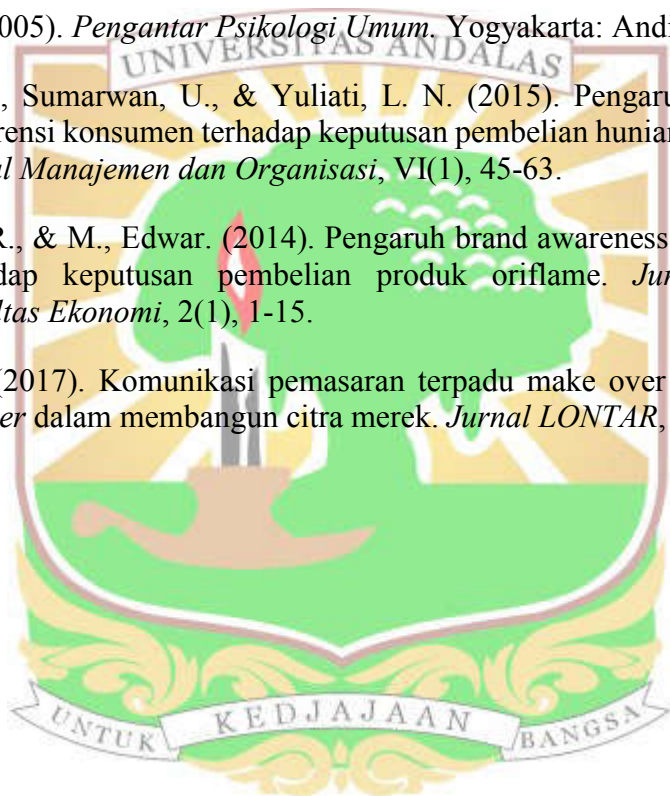 005). Pengantar Psikologi Umum. Yogyakarta: Andi
UNIVERSITAS ANDALAS
, Sumarwan, U., & Yuliati, L. N. (2015). Pengaru
rensi konsumen terhadap keputusan pembelian hunian
al Manajemen dan Organisasi, VI(1), 45-63.
R., & M., Edwar. (2014). Pengaruh brand awareness
dap keputusan pembelian produk oriflame. Jur
ltas Ekonomi, 2(1), 1-15.
(2017). Komunikasi pemasaran terpadu make over
er dalam membangun citra merek. Jurnal LONTAR,
UNTUK KEDJAJAAN BANGSA